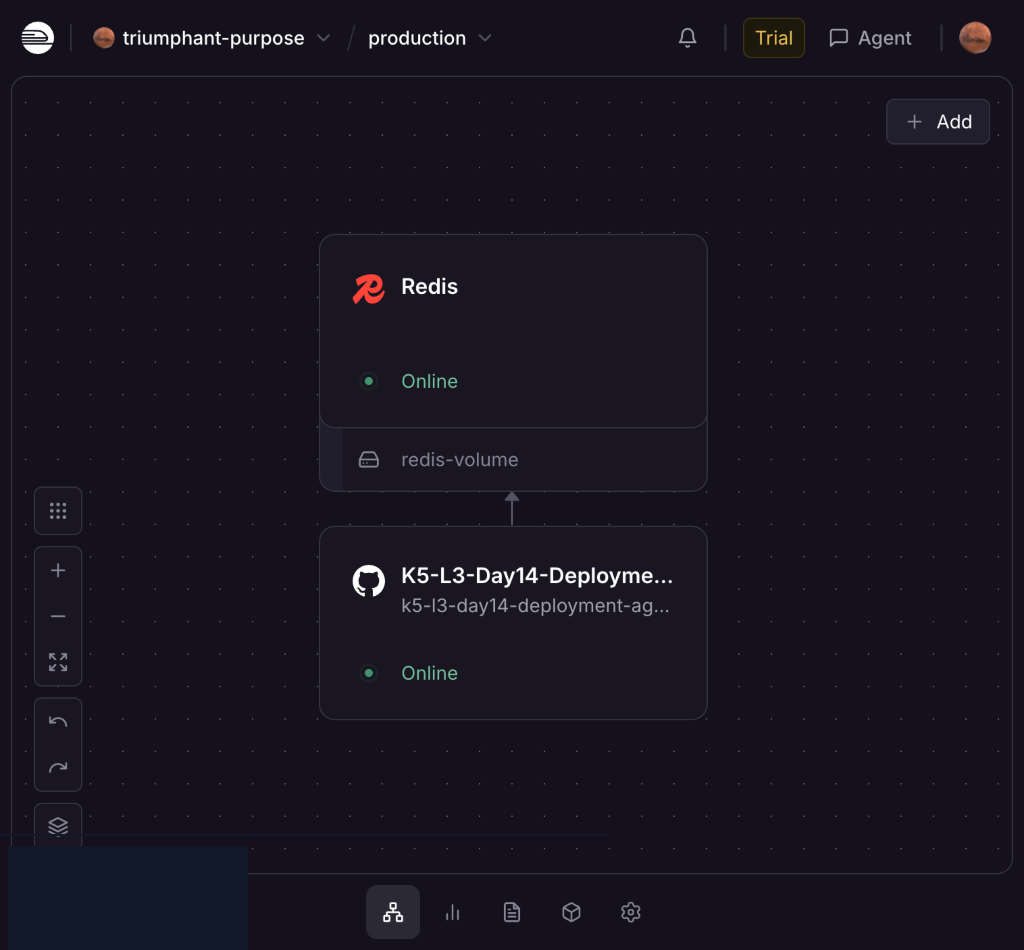 triumphant-purpose / production
Trial
Agent
+ Add
Redis
Online
redis-volume
K5-L3-Day14-Deployme...
k5-l3-day14-deployment-ag...
Online